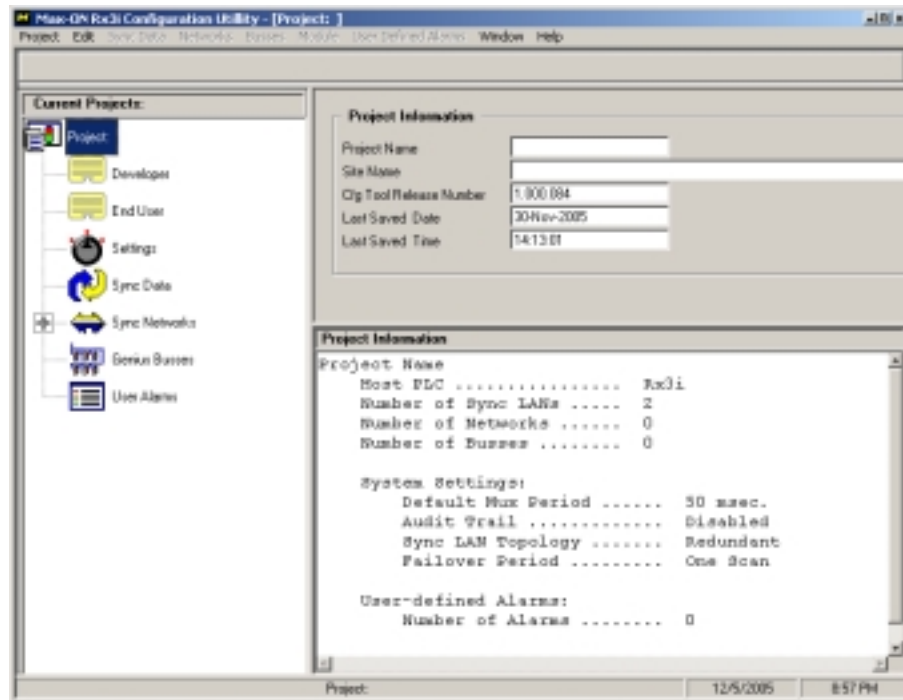 Max-ON Rx3i Configuration Utility - [Project: ]
Project Edit Sync Data Networks Busses Module User Defined Alarms Window Help
Current Projects:
Project
Developer
End User
Settings
Sync Data
Sync Networks
Genius Busses
User Alarms
Project Information
Project Name
Site Name
Cfg Tool Release Number 1.000.084
Last Saved Date 30-Nov-2005
Last Saved Time 14:13:01
Project Information
Project Name
Host PLC ................ Rx3i
Number of Sync LANs ..... 2
Number of Networks ...... 0
Number of Busses ........ 0
System Settings:
Default Mux Period ...... 50 msec.
Audit Trail ............. Disabled
Sync LAN Topology ....... Redundant
Failover Period ......... One Scan
User-defined Alarms:
Number of Alarms ........ 0
Project: 12/5/2005 8:57 PM